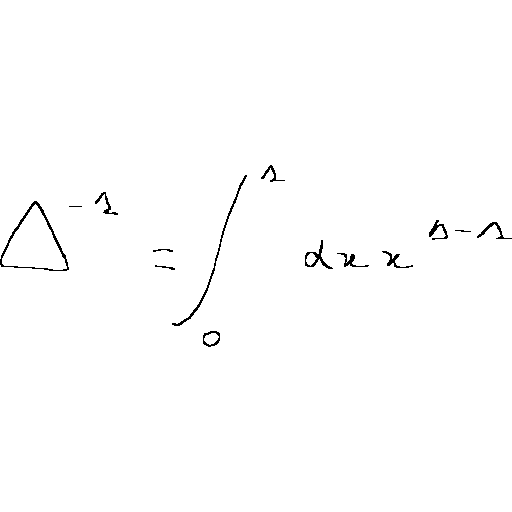 Δ^{-1} = ∫_0^1 dx x^{Δ-1}